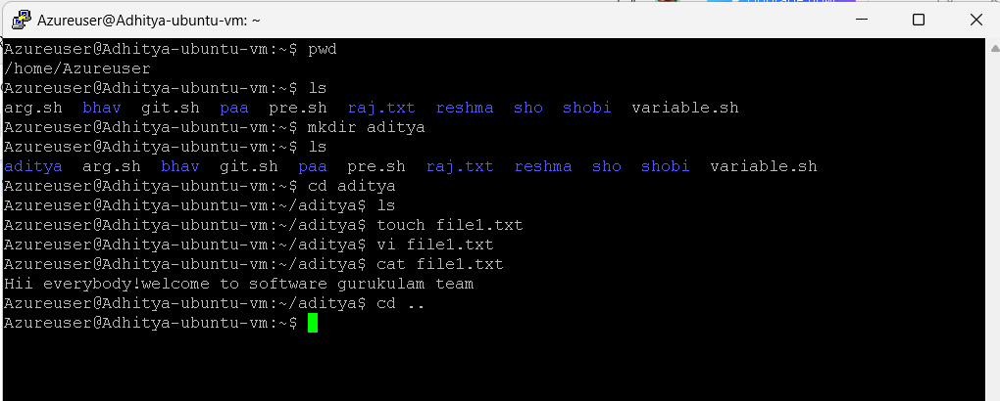 Azureuser@Adhitya-ubuntu-vm: ~
Azureuser@Adhitya-ubuntu-vm:~$ pwd
/home/Azureuser
Azureuser@Adhitya-ubuntu-vm:~$ ls
arg.sh  bhav  git.sh  paa  pre.sh  raj.txt  reshma  sho  shobi  variable.sh
Azureuser@Adhitya-ubuntu-vm:~$ mkdir aditya
Azureuser@Adhitya-ubuntu-vm:~$ ls
aditya  arg.sh  bhav  git.sh  paa  pre.sh  raj.txt  reshma  sho  shobi  variable.sh
Azureuser@Adhitya-ubuntu-vm:~$ cd aditya
Azureuser@Adhitya-ubuntu-vm:~/aditya$ ls
Azureuser@Adhitya-ubuntu-vm:~/aditya$ touch file1.txt
Azureuser@Adhitya-ubuntu-vm:~/aditya$ vi file1.txt
Azureuser@Adhitya-ubuntu-vm:~/aditya$ cat file1.txt
Hii everybody!welcome to software gurukulam team
Azureuser@Adhitya-ubuntu-vm:~/aditya$ cd ..
Azureuser@Adhitya-ubuntu-vm:~$